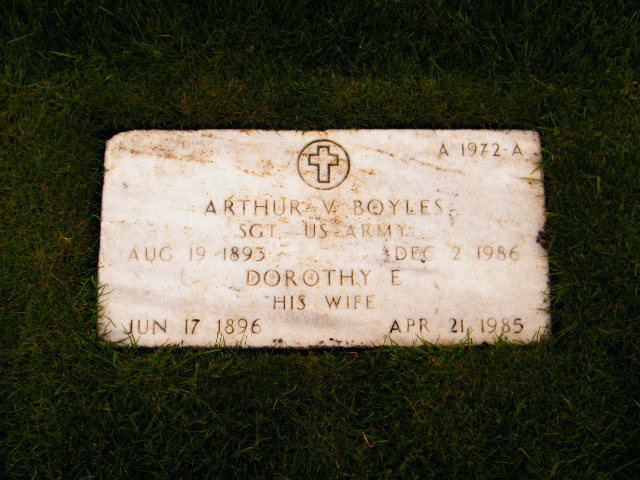 A 1972-A
ARTHUR V BOYLES
SGT US ARMY
AUG 19 1893 DEC 2 1986
DOROTHY E
HIS WIFE
JUN 17 1896 APR 21 1985